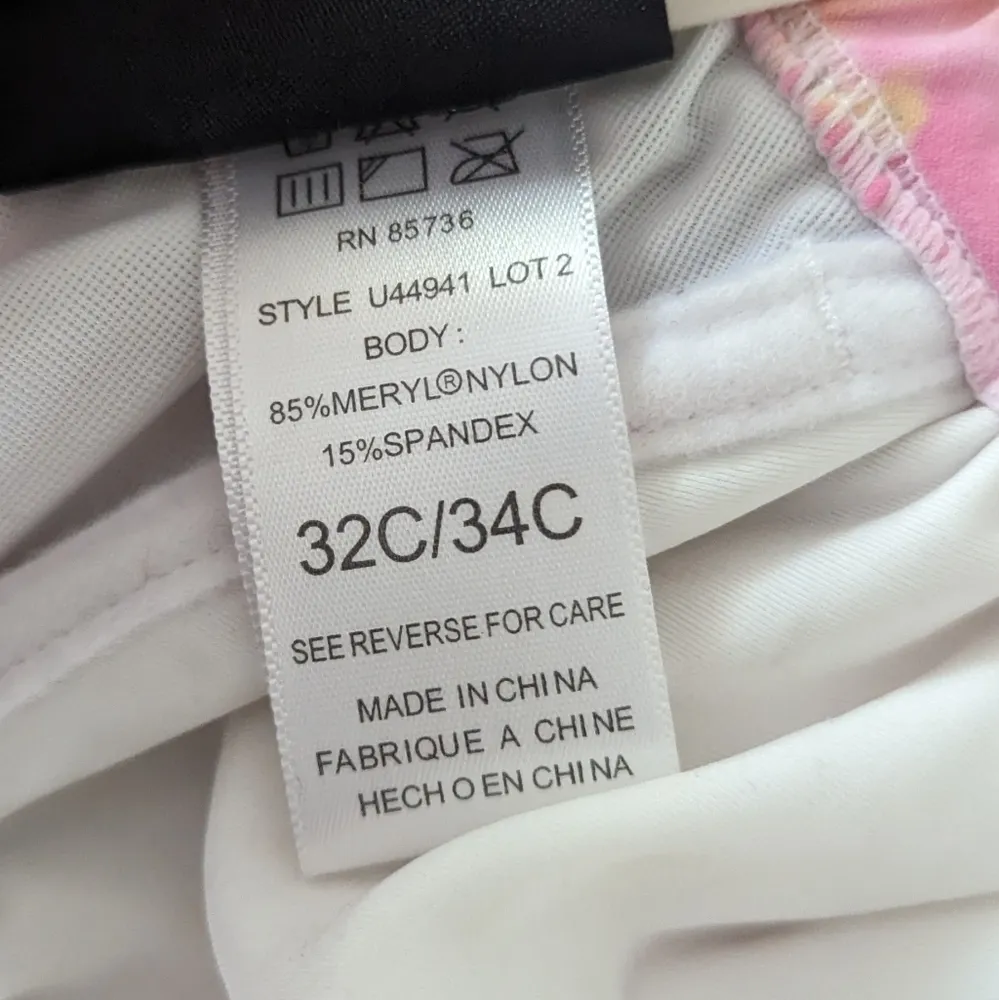 RN 85736
STYLE U44941 LOT 2
BODY:
85%MERYL®NYLON
15%SPANDEX
32C/34C
SEE REVERSE FOR CARE
MADE IN CHINA
FABRIQUE A CHINE
HECHO EN CHINA